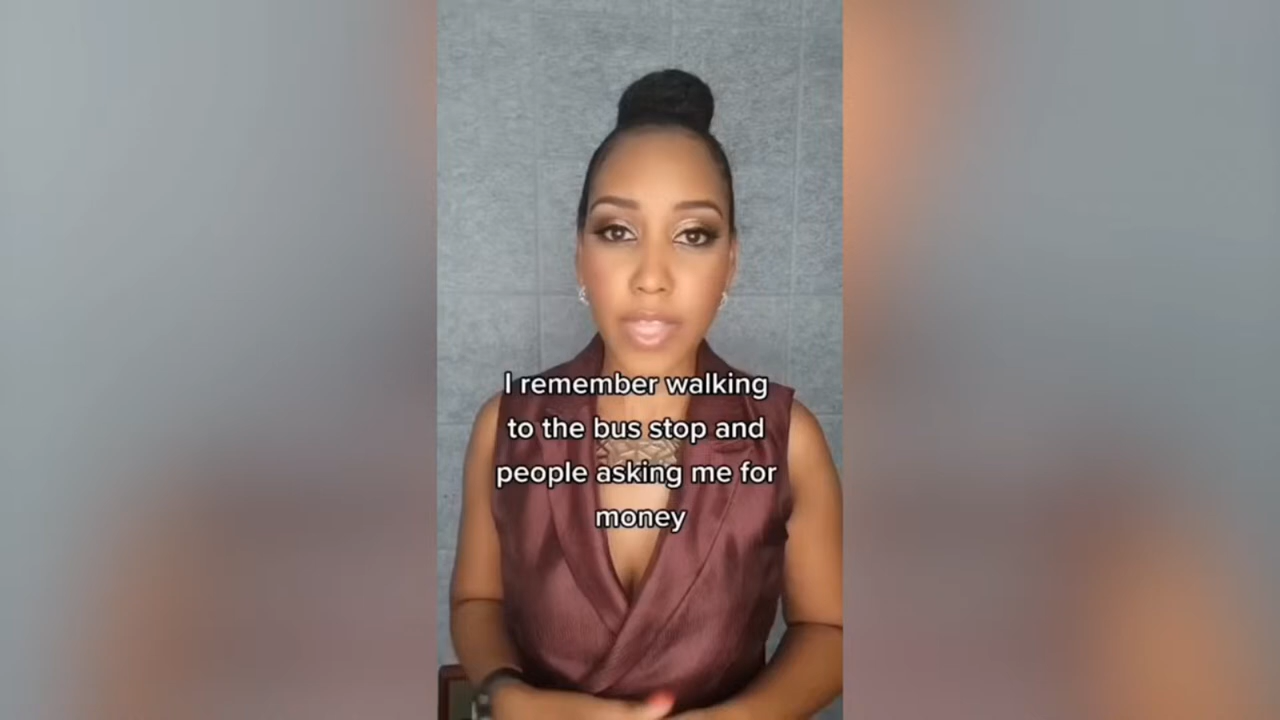 I remember walking
to the bus stop and
people asking me for
money